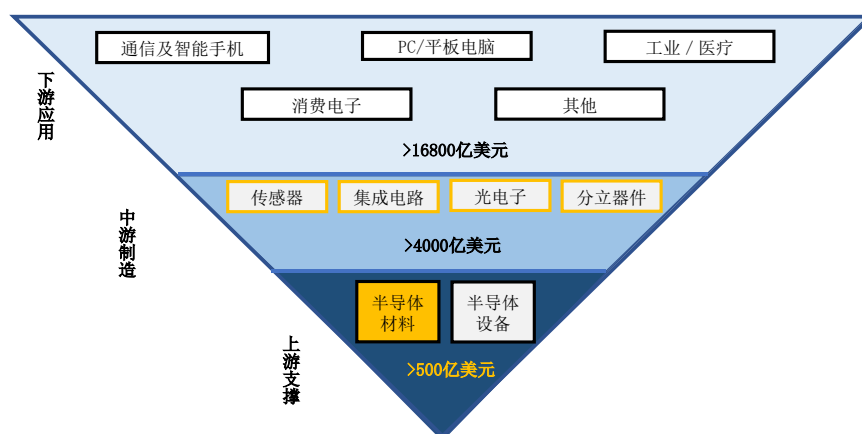 通信及智能手机
PC/平板电脑
工业/医疗
下游应用
消费电子
其他
>16800亿美元
传感器
集成电路
光电子
分立器件
中游制造
>4000亿美元
半导体
材料
半导体
设备
上游支撑
>500亿美元